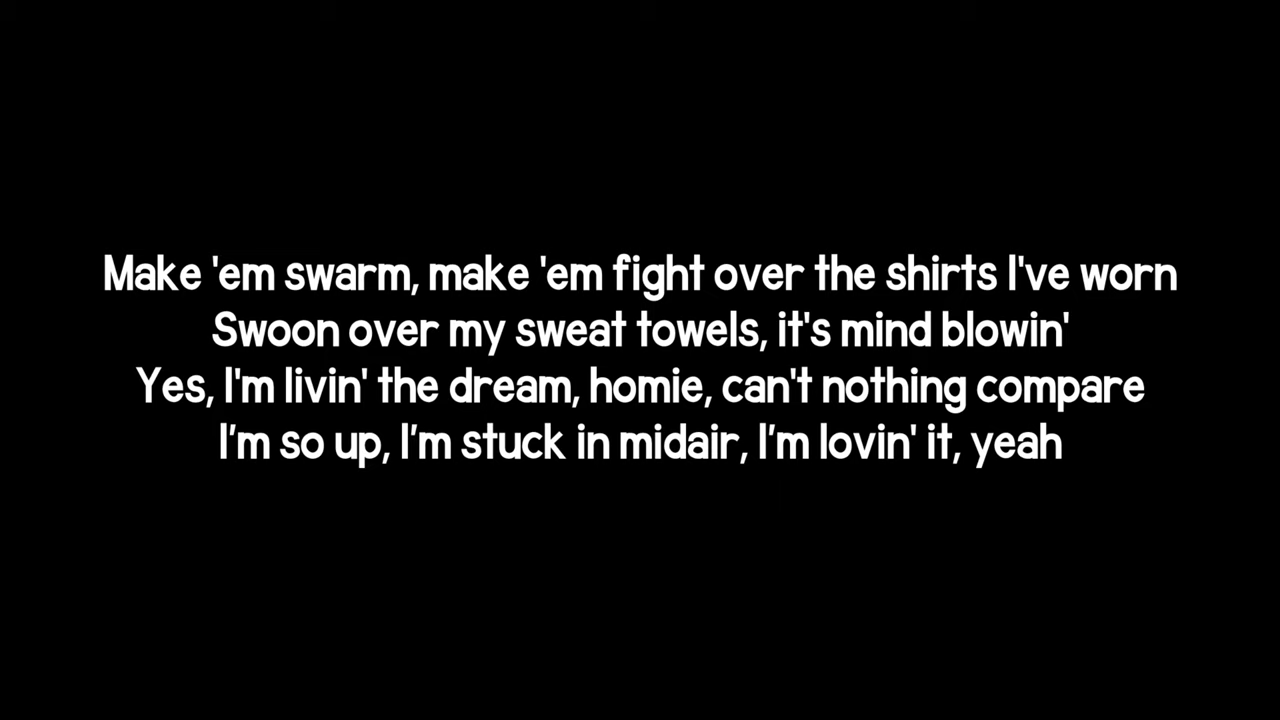 Make 'em swarm, make 'em fight over the shirts I've worn
Swoon over my sweat towels, it's mind blowin'
Yes, I'm livin' the dream, homie, can't nothing compare
I’m so up, I’m stuck in midair, I’m lovin' it, yeah